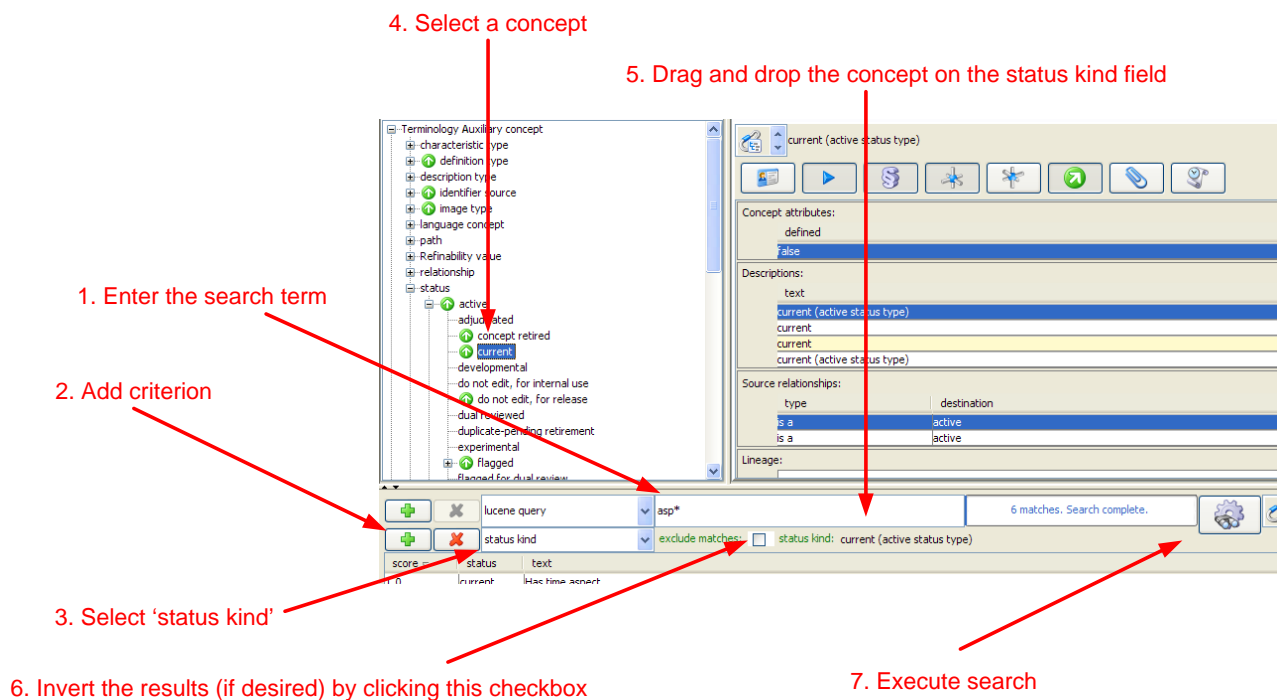 4. Select a concept
5. Drag and drop the concept on the status kind field
Terminology Auxiliary concept
characteristic type
definition type
description type
identifier source
image type
language concept
path
Refinability value
relationship
status
active
adjudicated
concept retired
current
developmental
do not edit, for internal use
do not edit, for release
dual reviewed
duplicate-pending retirement
experimental
flagged
flagged for dual review
current (active status type)
Concept attributes:
defined
false
Descriptions:
text
current (active status type)
current
current
current (active status type)
Source relationships:
type destination
is a active
is a active
Lineage:
1. Enter the search term
2. Add criterion
lucene query asp* 6 matches. Search complete.
status kind exclude matches: status kind: current (active status type)
score status text
1.0 current Has time aspect
3. Select ‘status kind’
6. Invert the results (if desired) by clicking this checkbox
7. Execute search